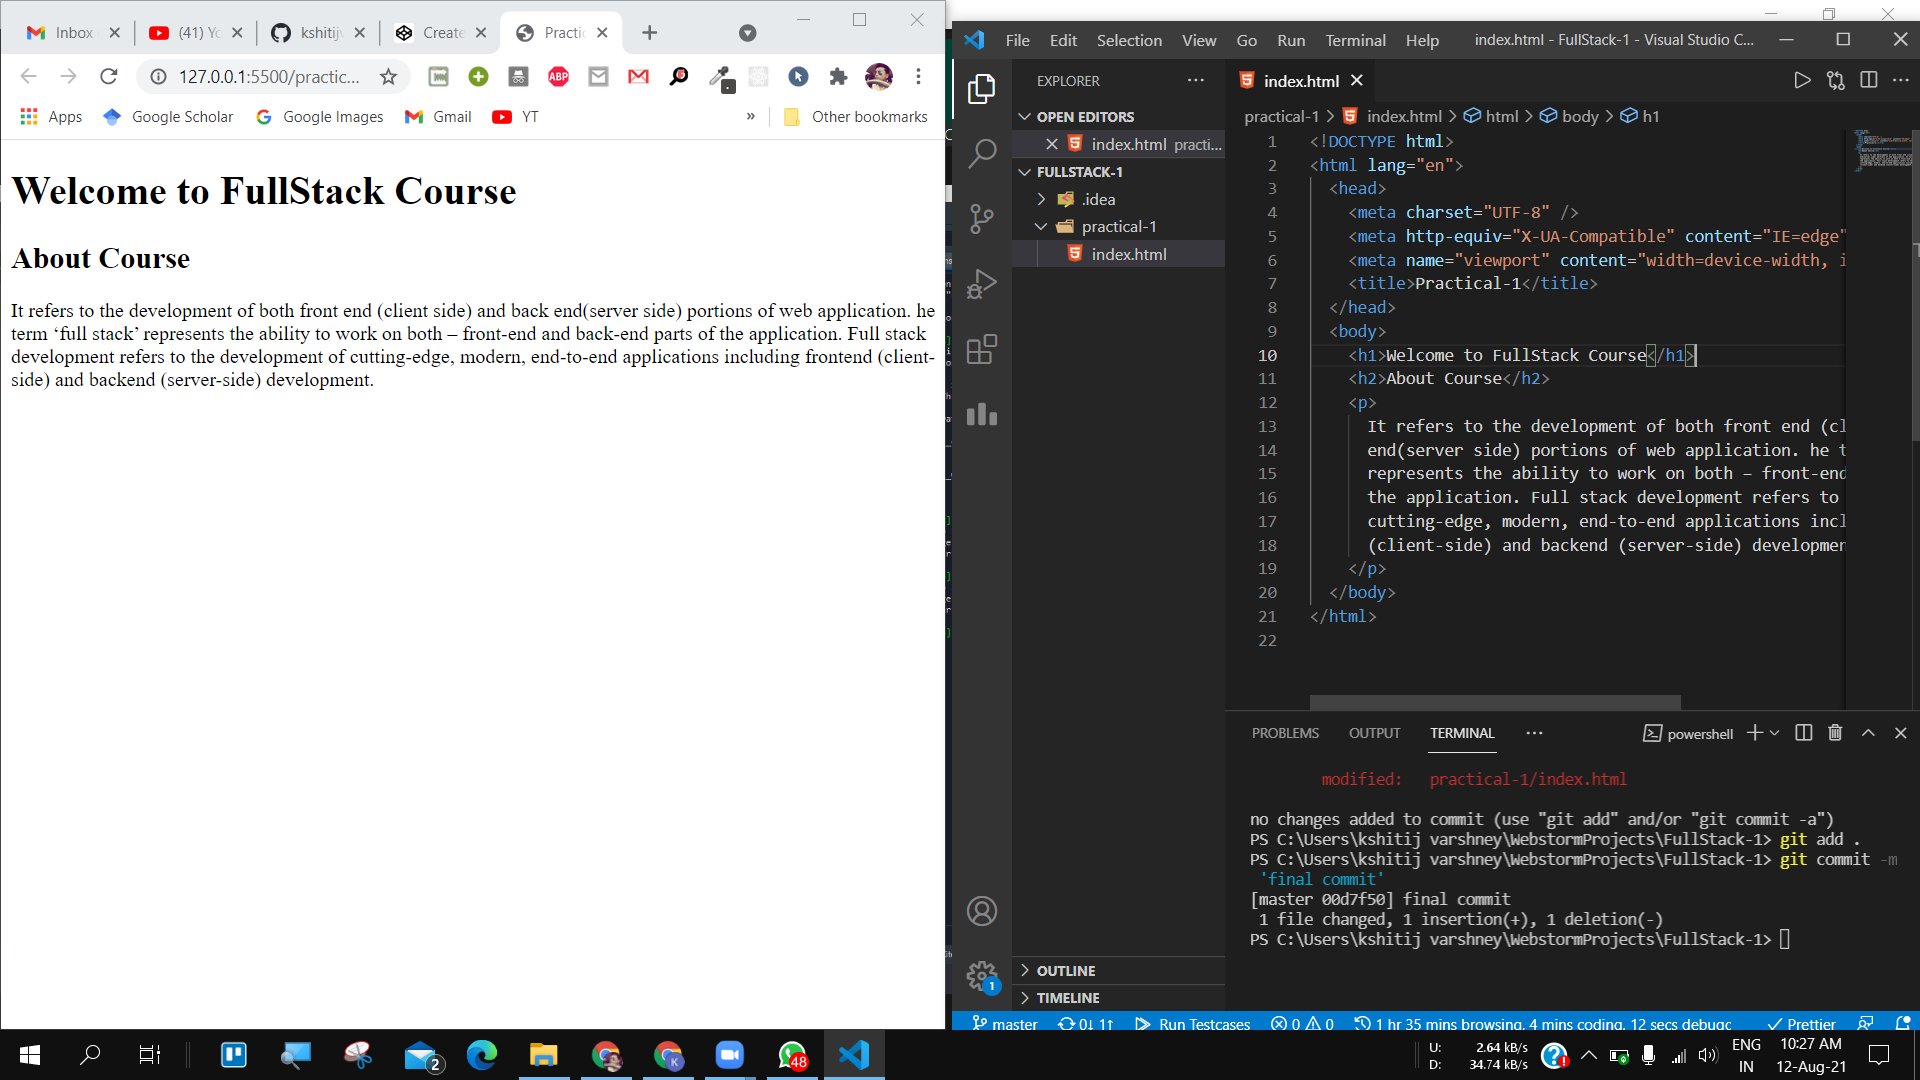 Inbox
(41) Yo
kshitijv
Create
Practic
127.0.0.1:5500/practic...
ABP
Apps
Google Scholar
Google Images
Gmail
YT
»
Other bookmarks
Welcome to FullStack Course
About Course
It refers to the development of both front end (client side) and back end(server side) portions of web application. he
term ‘full stack’ represents the ability to work on both – front-end and back-end parts of the application. Full stack
development refers to the development of cutting-edge, modern, end-to-end applications including frontend (client-
side) and backend (server-side) development.
File Edit Selection View Go Run Terminal Help
index.html - FullStack-1 - Visual Studio C...
EXPLORER
OPEN EDITORS
index.html practi...
FULLSTACK-1
.idea
practical-1
index.html
OUTLINE
TIMELINE
index.html
practical-1 > index.html > html > body > h1
1 <!DOCTYPE html>
2 <html lang="en">
3 <head>
4 <meta charset="UTF-8" />
5 <meta http-equiv="X-UA-Compatible" content="IE=edge"
6 <meta name="viewport" content="width=device-width, i
7 <title>Practical-1</title>
8 </head>
9 <body>
10 <h1>Welcome to FullStack Course</h1>
11 <h2>About Course</h2>
12 <p>
13 It refers to the development of both front end (cl
14 end(server side) portions of web application. he t
15 represents the ability to work on both – front-end
16 the application. Full stack development refers to
17 cutting-edge, modern, end-to-end applications incl
18 (client-side) and backend (server-side) developmen
19 </p>
20 </body>
21 </html>
22
PROBLEMS OUTPUT TERMINAL
powershell
modified: practical-1/index.html
no changes added to commit (use "git add" and/or "git commit -a")
PS C:\Users\kshitij varshney\WebstormProjects\FullStack-1> git add .
PS C:\Users\kshitij varshney\WebstormProjects\FullStack-1> git commit -m
'final commit'
[master 00d7f50] final commit
1 file changed, 1 insertion(+), 1 deletion(-)
PS C:\Users\kshitij varshney\WebstormProjects\FullStack-1>
1
master 0↓ 1↑ Run Testcases 0 0 1 hr 35 mins browsing, 4 mins coding, 12 secs debugg Prettier
2
K
48
U: 2.64 kB/s
D: 34.74 kB/s
ENG
IN
10:27 AM
12-Aug-21